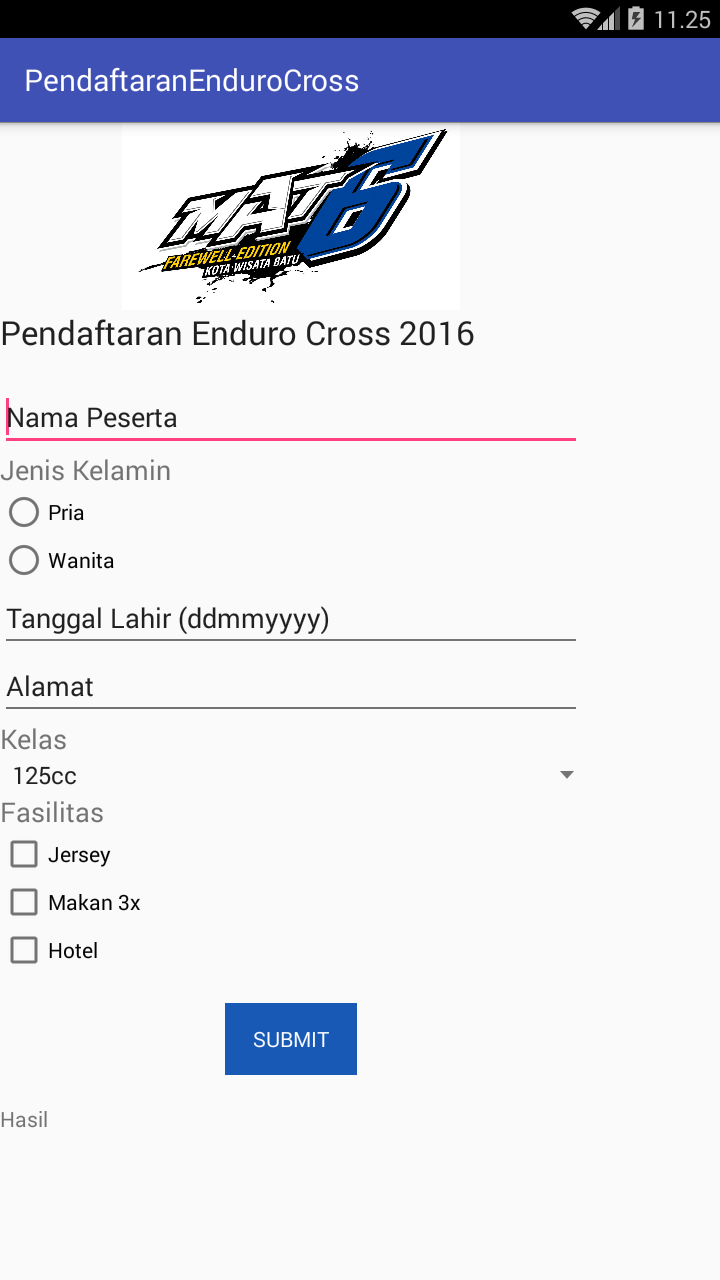 11.25
PendaftaranEnduroCross
MAT 6
FAREWELL-EDITION
KOTA WISATA BATU
Pendaftaran Enduro Cross 2016
Nama Peserta
Jenis Kelamin
Pria
Wanita
Tanggal Lahir (ddmmyyyy)
Alamat
Kelas
125cc
Fasilitas
Jersey
Makan 3x
Hotel
SUBMIT
Hasil